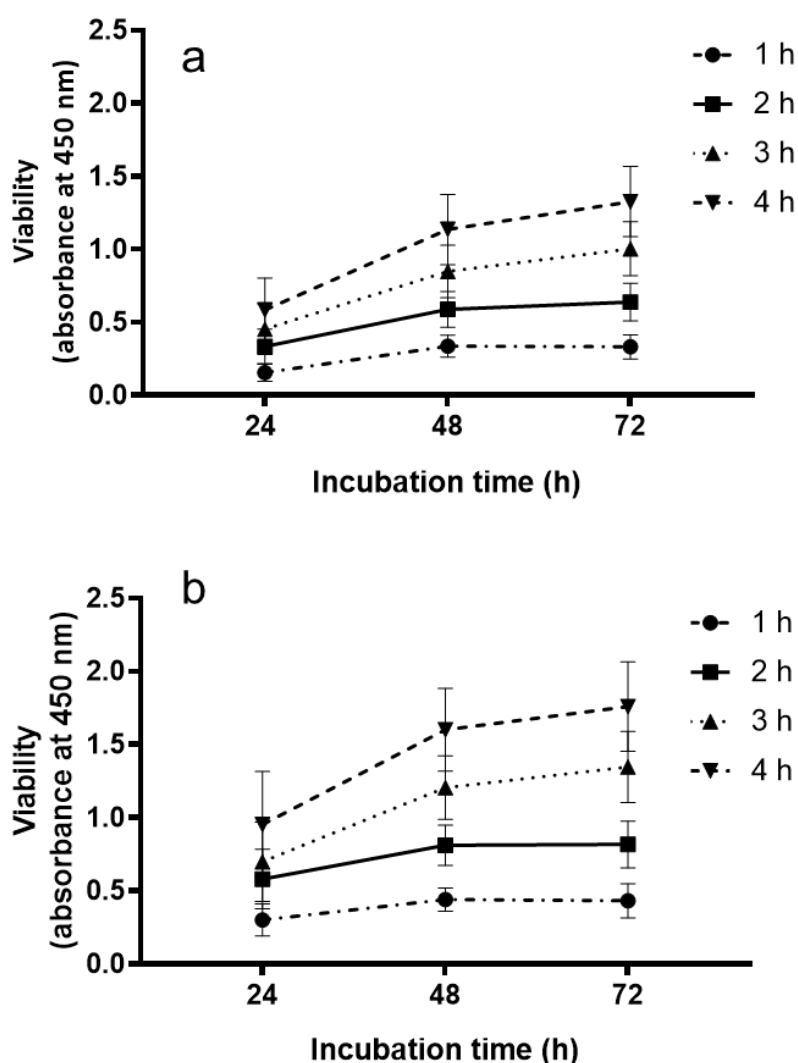 a
2.5
2.0
1.5
1.0
0.5
0.0
Viability
(absorbance at 450 nm)
24 48 72
Incubation time (h)
1 h
2 h
3 h
4 h
b
2.5
2.0
1.5
1.0
0.5
0.0
Viability
(absorbance at 450 nm)
24 48 72
Incubation time (h)
1 h
2 h
3 h
4 h